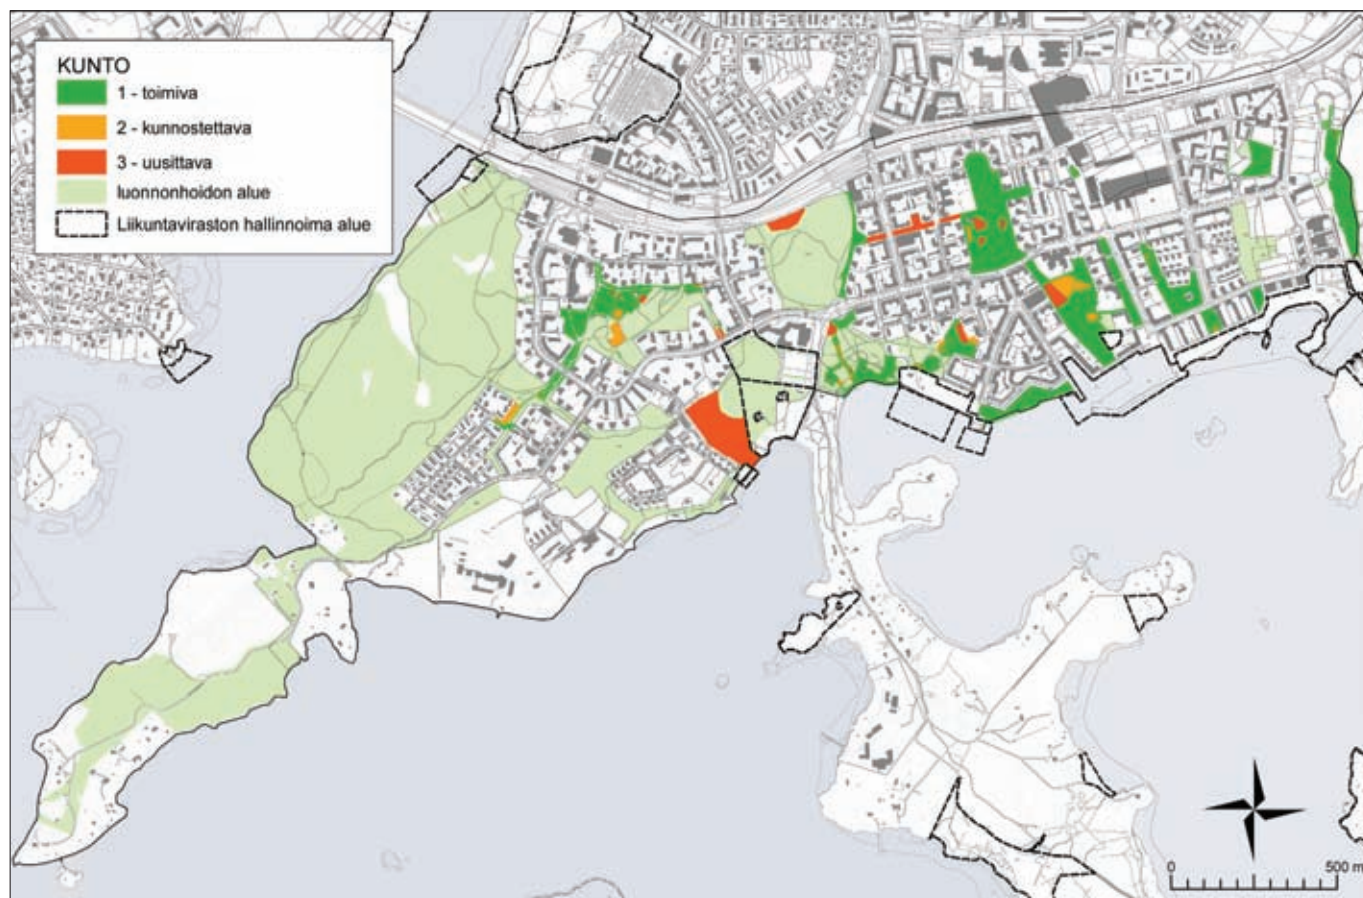 KUNTO
1 - toimiva
2 - kunnostettava
3 - uusittava
luonnonhoidon alue
Liikuntaviraston hallinnoima alue
0 500 m